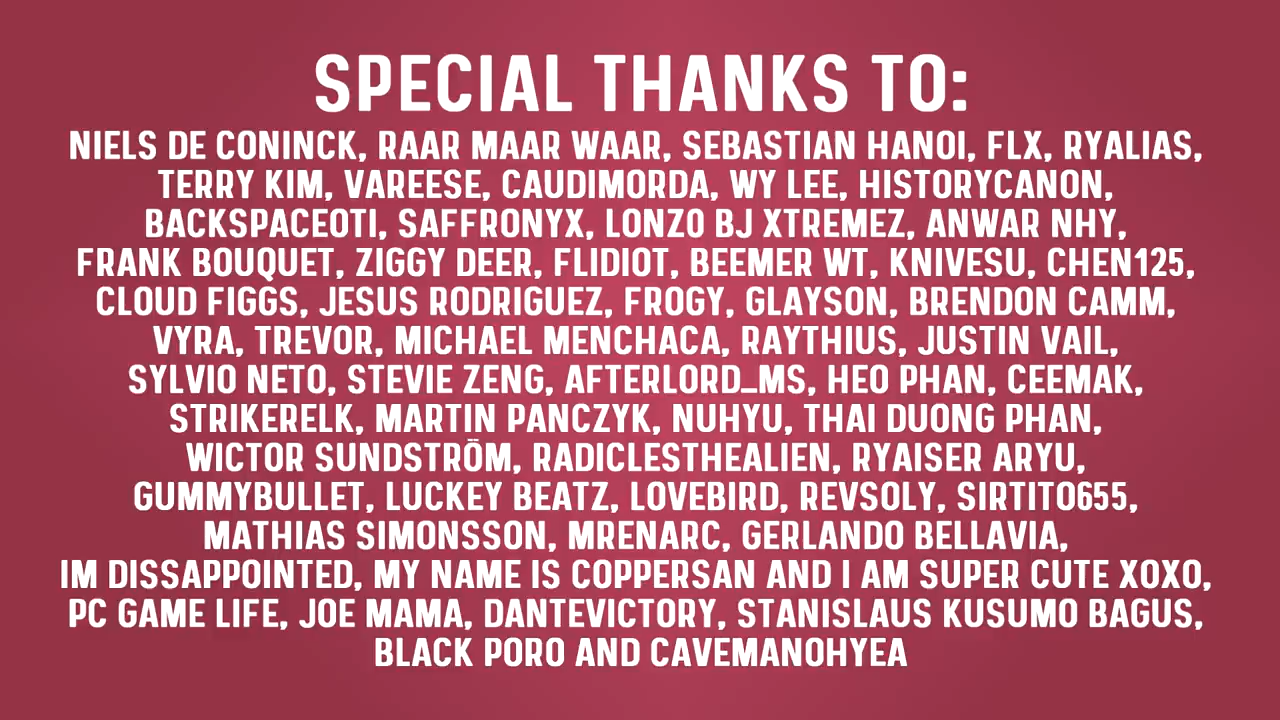 SPECIAL THANKS TO:
NIELS DE CONINCK, RAAR MAAR WAAR, SEBASTIAN HANOI, FLX, RYALIAS,
TERRY KIM, VAREESE, CAUDIMORDA, WY LEE, HISTORYCANON,
BACKSPACEOTI, SAFFRONYX, LONZO BJ XTREMEZ, ANWAR NHY,
FRANK BOUQUET, ZIGGY DEER, FLIDIOT, BEEMER WT, KNIVESU, CHEN125,
CLOUD FIGGS, JESUS RODRIGUEZ, FROGY, GLAYSON, BRENDON CAMM,
VYRA, TREVOR, MICHAEL MENCHACA, RAYTHIUS, JUSTIN VAIL,
SYLVIO NETO, STEVIE ZENG, AFTERLORD_MS, HEO PHAN, CEEMAK,
STRIKERELK, MARTIN PANCZYK, NUHYU, THAI DUONG PHAN,
WICTOR SUNDSTRÖM, RADICLESTHEALIEN, RYAISER ARYU,
GUMMYBULLET, LUCKEY BEATZ, LOVEBIRD, REVSOLY, SIRTITO655,
MATHIAS SIMONSSON, MRENARC, GERLANDO BELLAVIA,
IM DISSAPPOINTED, MY NAME IS COPPERSAN AND I AM SUPER CUTE XOXO,
PC GAME LIFE, JOE MAMA, DANTEVICTORY, STANISLAUS KUSUMO BAGUS,
BLACK PORO AND CAVEMANOHYEA